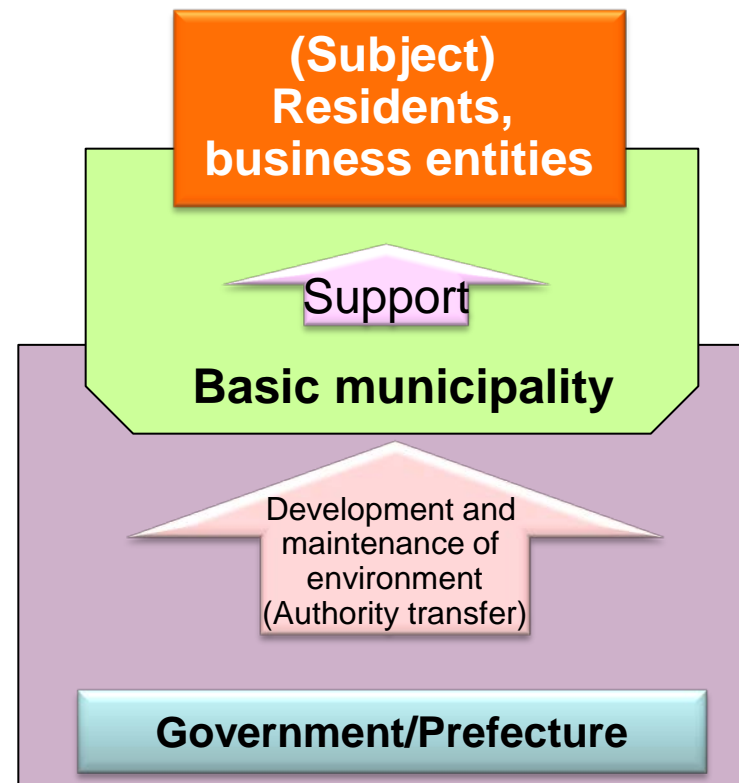 (Subject)
Residents,
business entities
Support
Basic municipality
Development and
maintenance of
environment
(Authority transfer)
Government/Prefecture